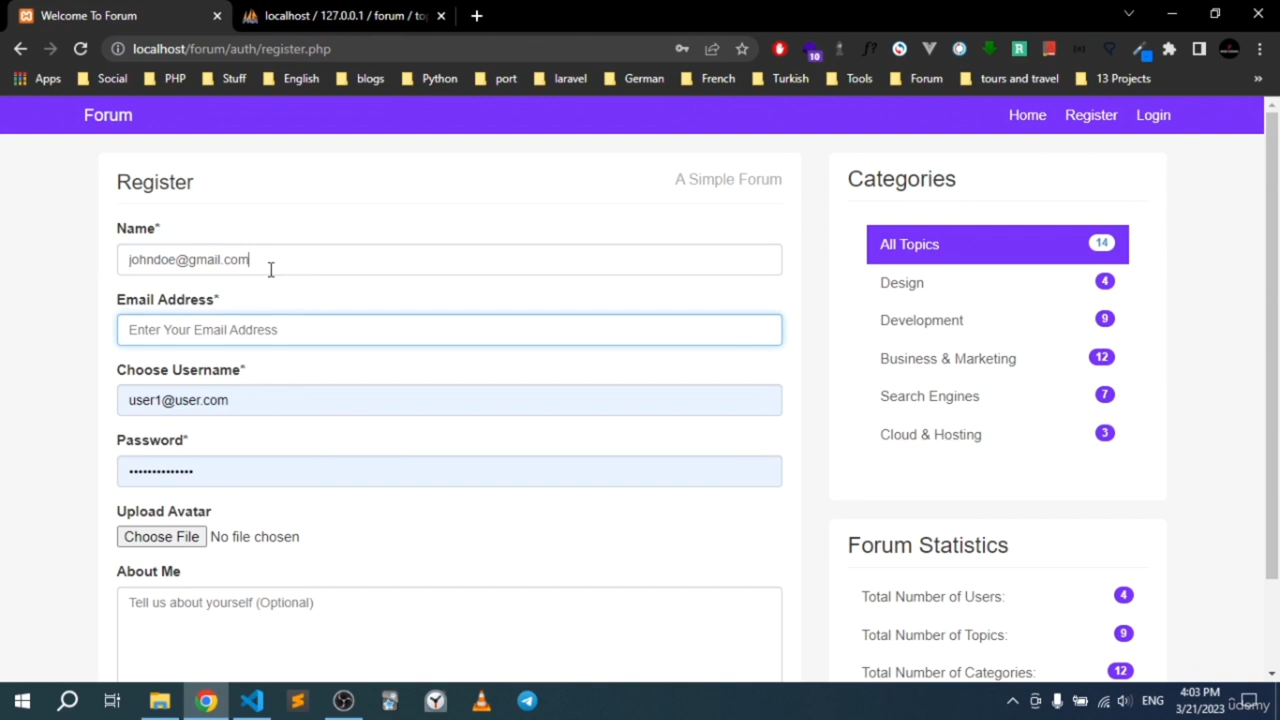 Welcome To Forum
localhost / 127.0.0.1 / forum / to
localhost/forum/auth/register.php
10
Apps Social PHP Stuff English blogs Python port laravel German French Turkish Tools Forum tours and travel 13 Projects »
Forum
Home Register Login
Register
A Simple Forum
Name*
johndoe@gmail.com
Email Address*
Enter Your Email Address
Choose Username*
user1@user.com
Password*
••••••••••••••
Upload Avatar
Choose File No file chosen
About Me
Tell us about yourself (Optional)
Categories
All Topics 14
Design 4
Development 9
Business & Marketing 12
Search Engines 7
Cloud & Hosting 3
Forum Statistics
Total Number of Users: 4
Total Number of Topics: 9
Total Number of Categories: 12
ENG
4:03 PM
3/21/2023
udemy